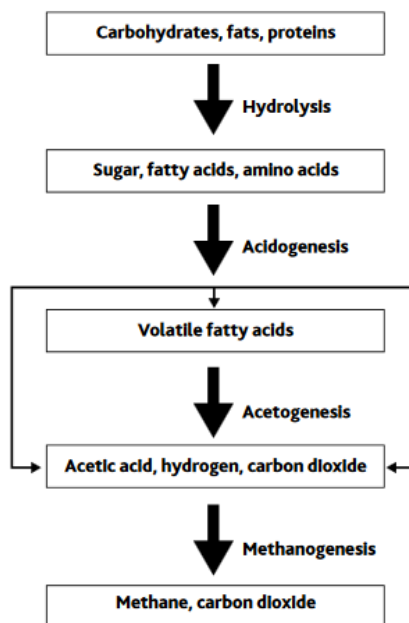 Carbohydrates, fats, proteins
Hydrolysis
Sugar, fatty acids, amino acids
Acidogenesis
Volatile fatty acids
Acetogenesis
Acetic acid, hydrogen, carbon dioxide
Methanogenesis
Methane, carbon dioxide